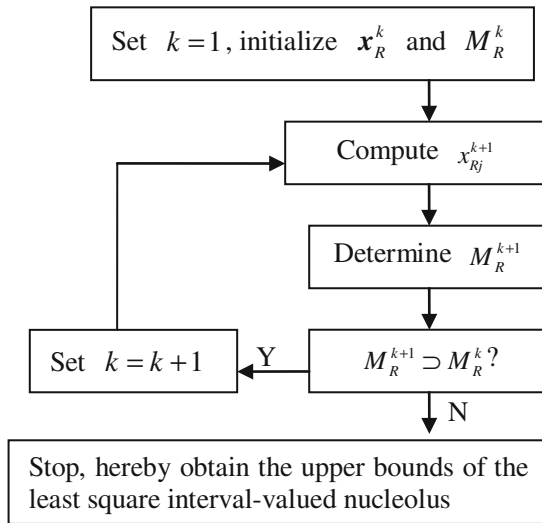 Set k = 1, initialize x_R^k and M_R^k
Compute x_{Rj}^{k+1}
Determine M_R^{k+1}
M_R^{k+1} ⊃ M_R^k ?
Y
Set k = k + 1
N
Stop, hereby obtain the upper bounds of the
least square interval-valued nucleolus